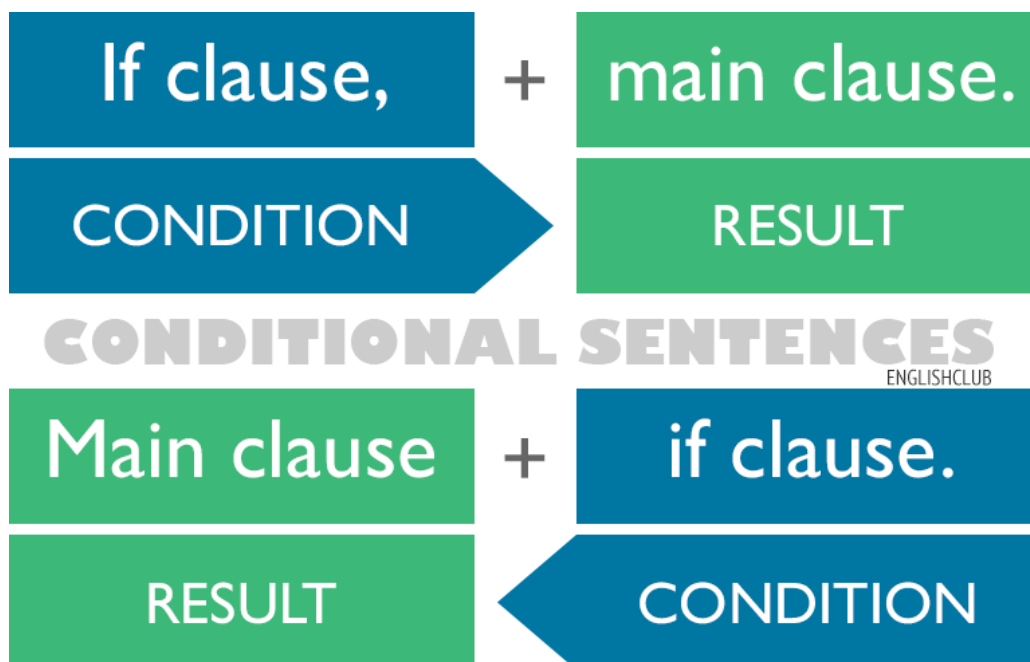 If clause, + main clause.
CONDITION RESULT
CONDITIONAL SENTENCES
ENGLISHCLUB
Main clause + if clause.
RESULT CONDITION